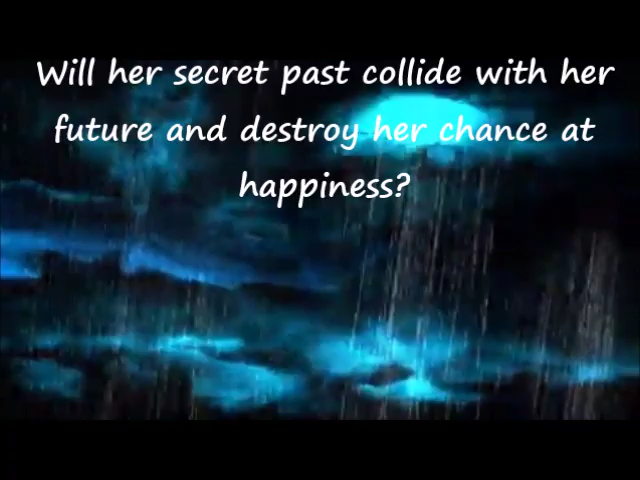 Will her secret past collide with her
future and destroy her chance at
happiness?